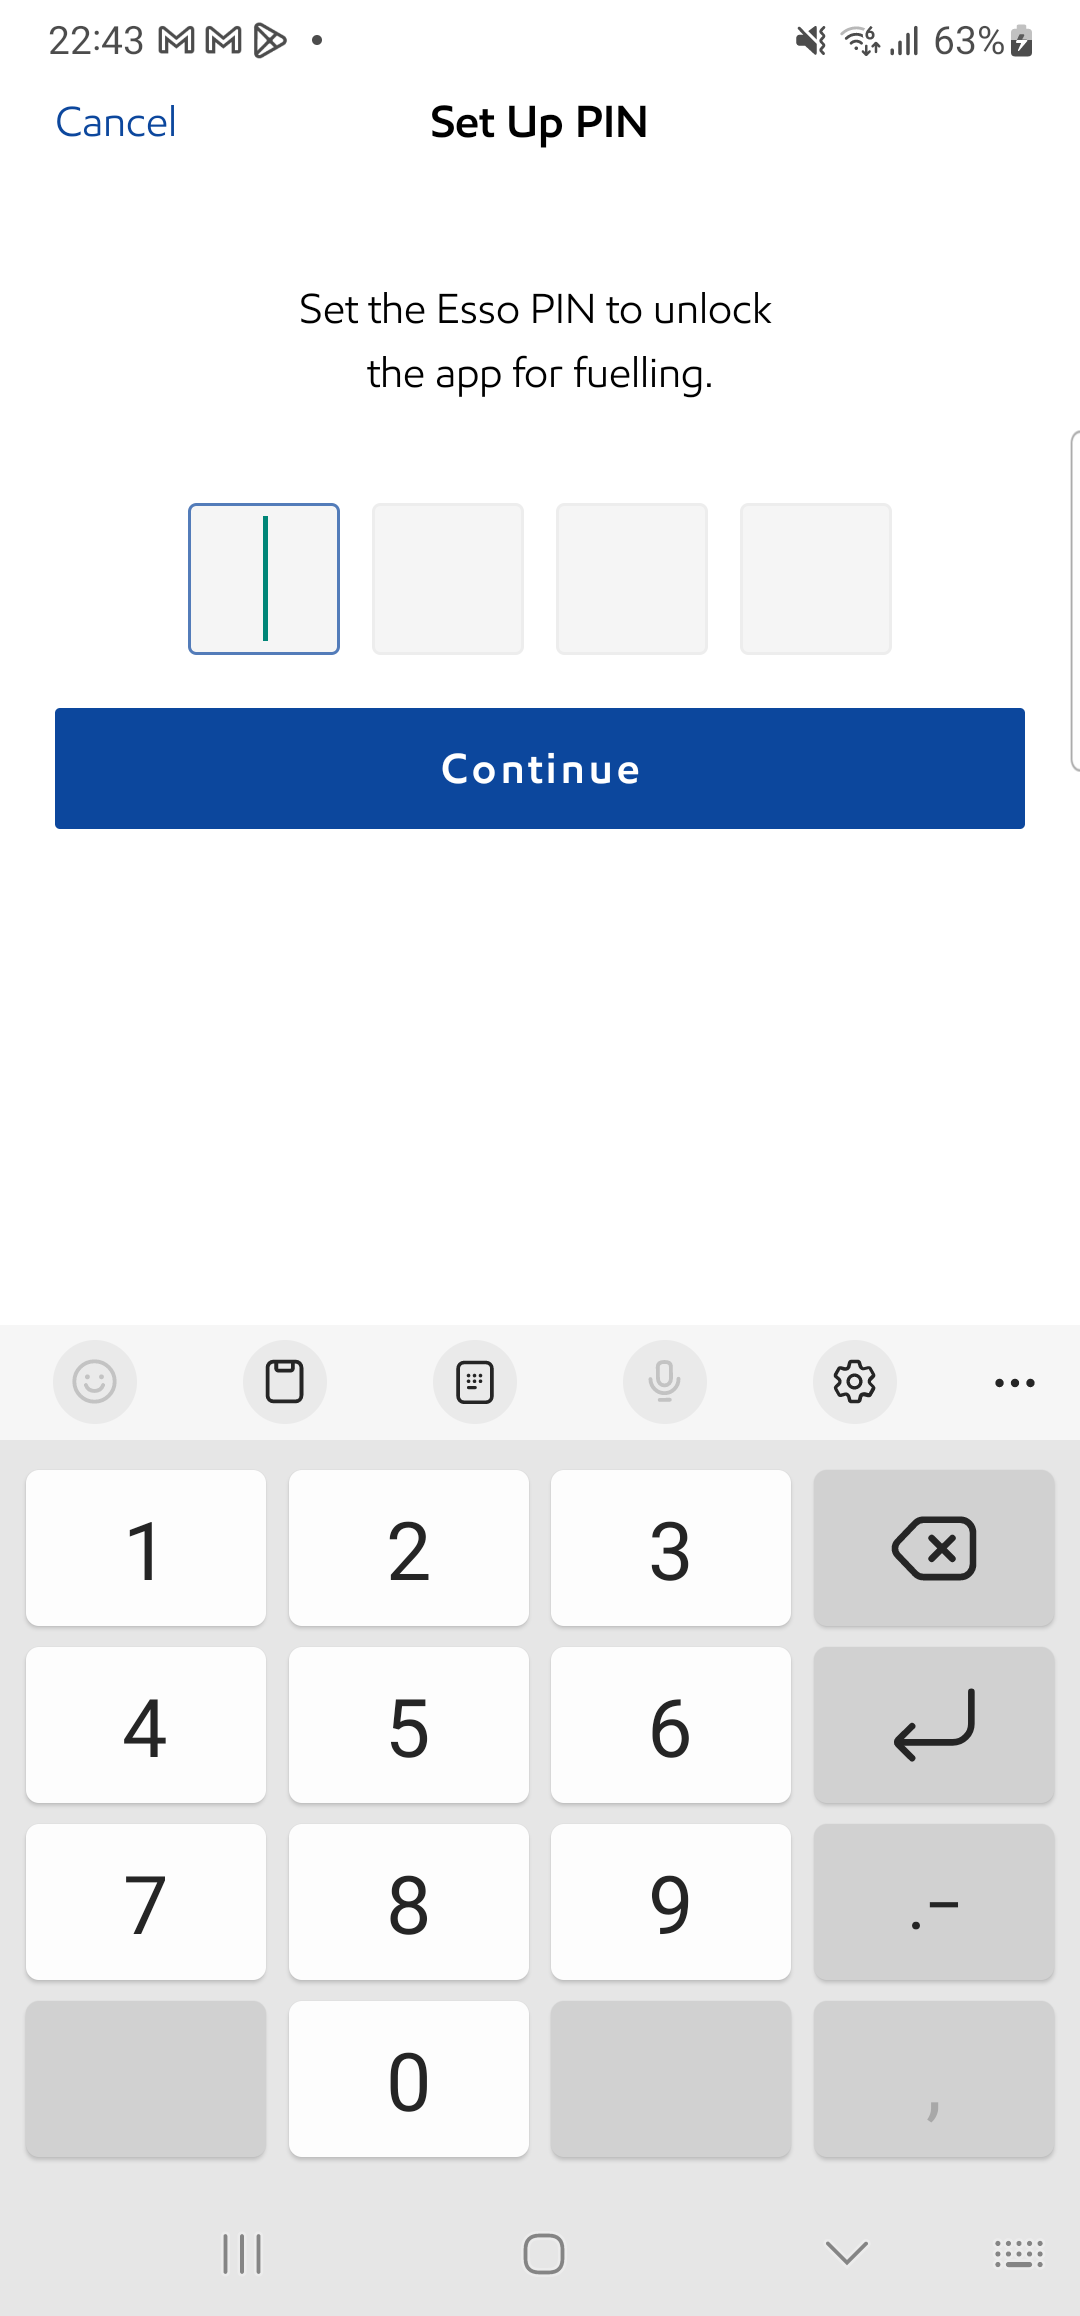 22:43 63%
Cancel Set Up PIN
Set the Esso PIN to unlock
the app for fuelling.
Continue
1 2 3
4 5 6
7 8 9 .-
0 ,